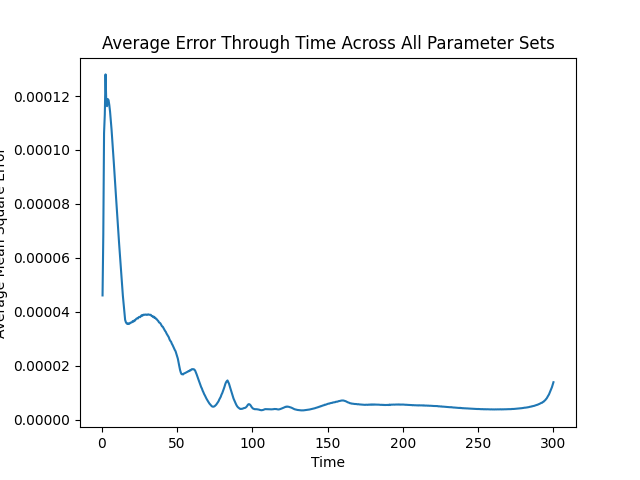 Average Error Through Time Across All Parameter Sets
0.00012
0.00010
0.00008
0.00006
0.00004
0.00002
0.00000
Average Mean Square Error
0 50 100 150 200 250 300
Time